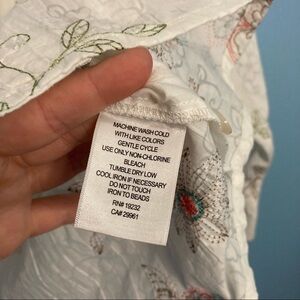 MACHINE WASH COLD
WITH LIKE COLORS
GENTLE CYCLE
USE ONLY NON-CHLORINE
BLEACH
TUMBLE DRY LOW
COOL IRON IF NECESSARY
DO NOT TOUCH
IRON TO BEADS
RN# 19232
CA# 29961